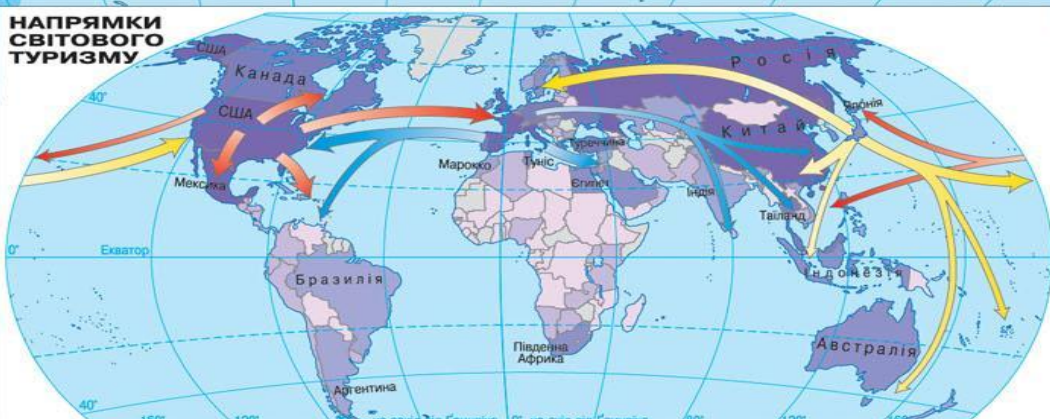 НАПРЯМКИ
СВІТОВОГО
ТУРИЗМУ
США
Канада
Росія
40°
Японія
США
Китай
Туреччина
Марокко
Туніс
Мексика
Єгипет
Індія
Таїланд
0°
Екватор
Індонезія
Бразилія
Південна
Африка
Австралія
Аргентина
40°